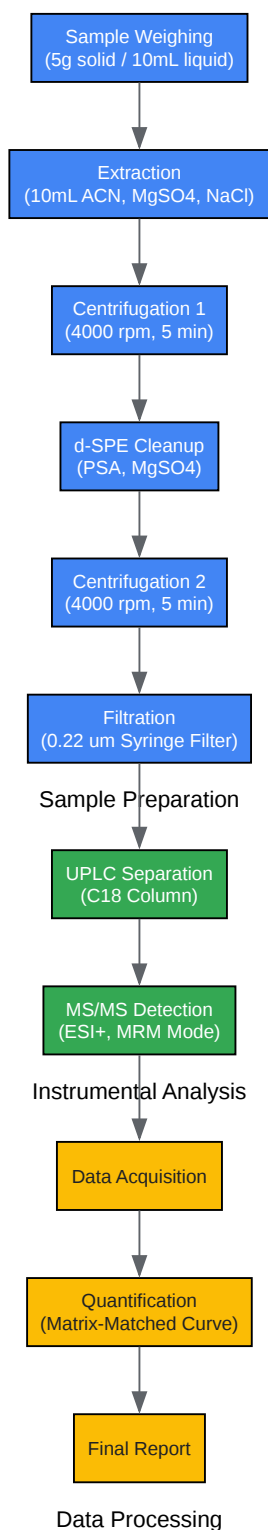 Sample Weighing
(5g solid / 10mL liquid)
Extraction
(10mL ACN, MgSO4, NaCl)
Centrifugation 1
(4000 rpm, 5 min)
d-SPE Cleanup
(PSA, MgSO4)
Centrifugation 2
(4000 rpm, 5 min)
Filtration
(0.22 um Syringe Filter)
Sample Preparation
UPLC Separation
(C18 Column)
MS/MS Detection
(ESI+, MRM Mode)
Instrumental Analysis
Data Acquisition
Quantification
(Matrix-Matched Curve)
Final Report
Data Processing